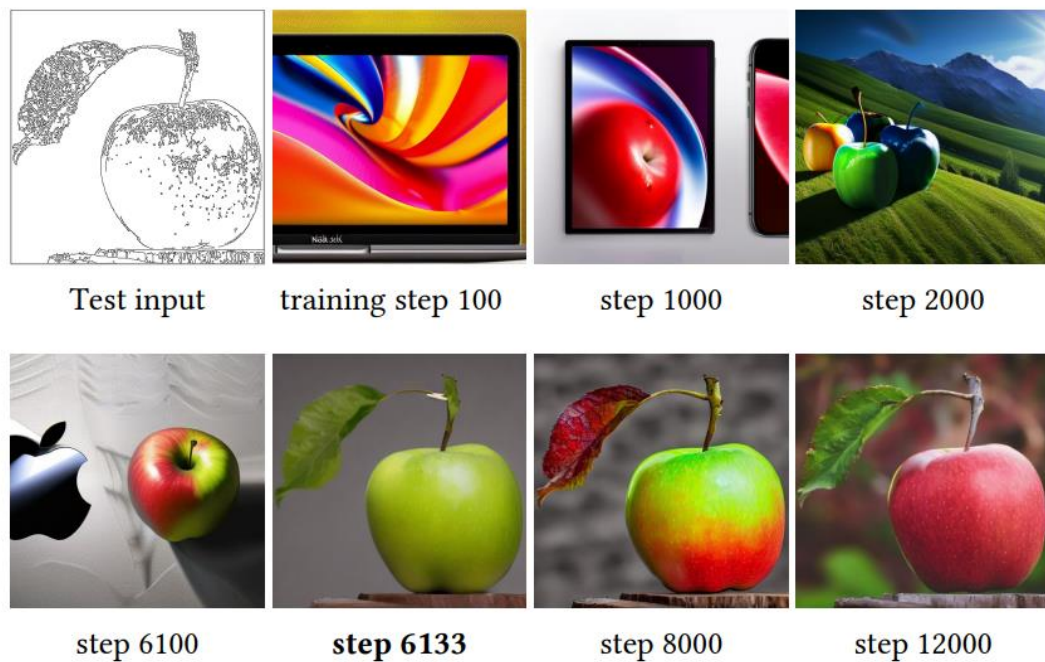 Test input
training step 100
step 1000
step 2000
step 6100
step 6133
step 8000
step 12000